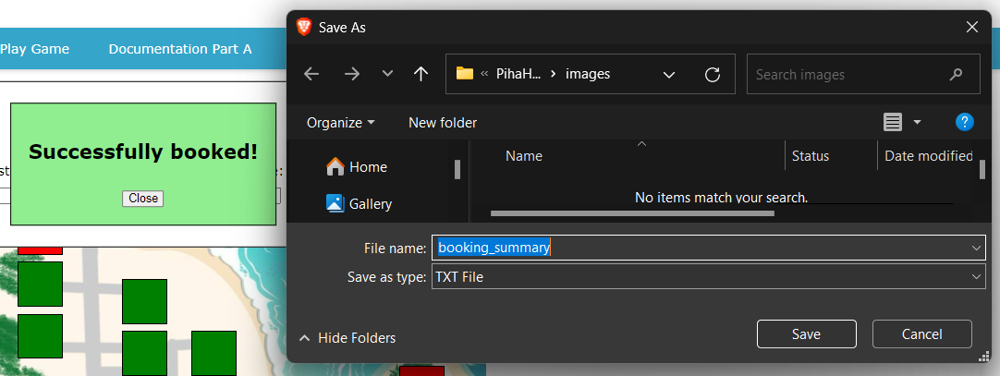 Save As
Play Game
Documentation Part A
PihaH...
images
Search images
Organize
New folder
Successfully booked!
Close
Home
Gallery
Name
Status
Date modified
No items match your search.
File name:
booking_summary
Save as type:
TXT File
Hide Folders
Save
Cancel